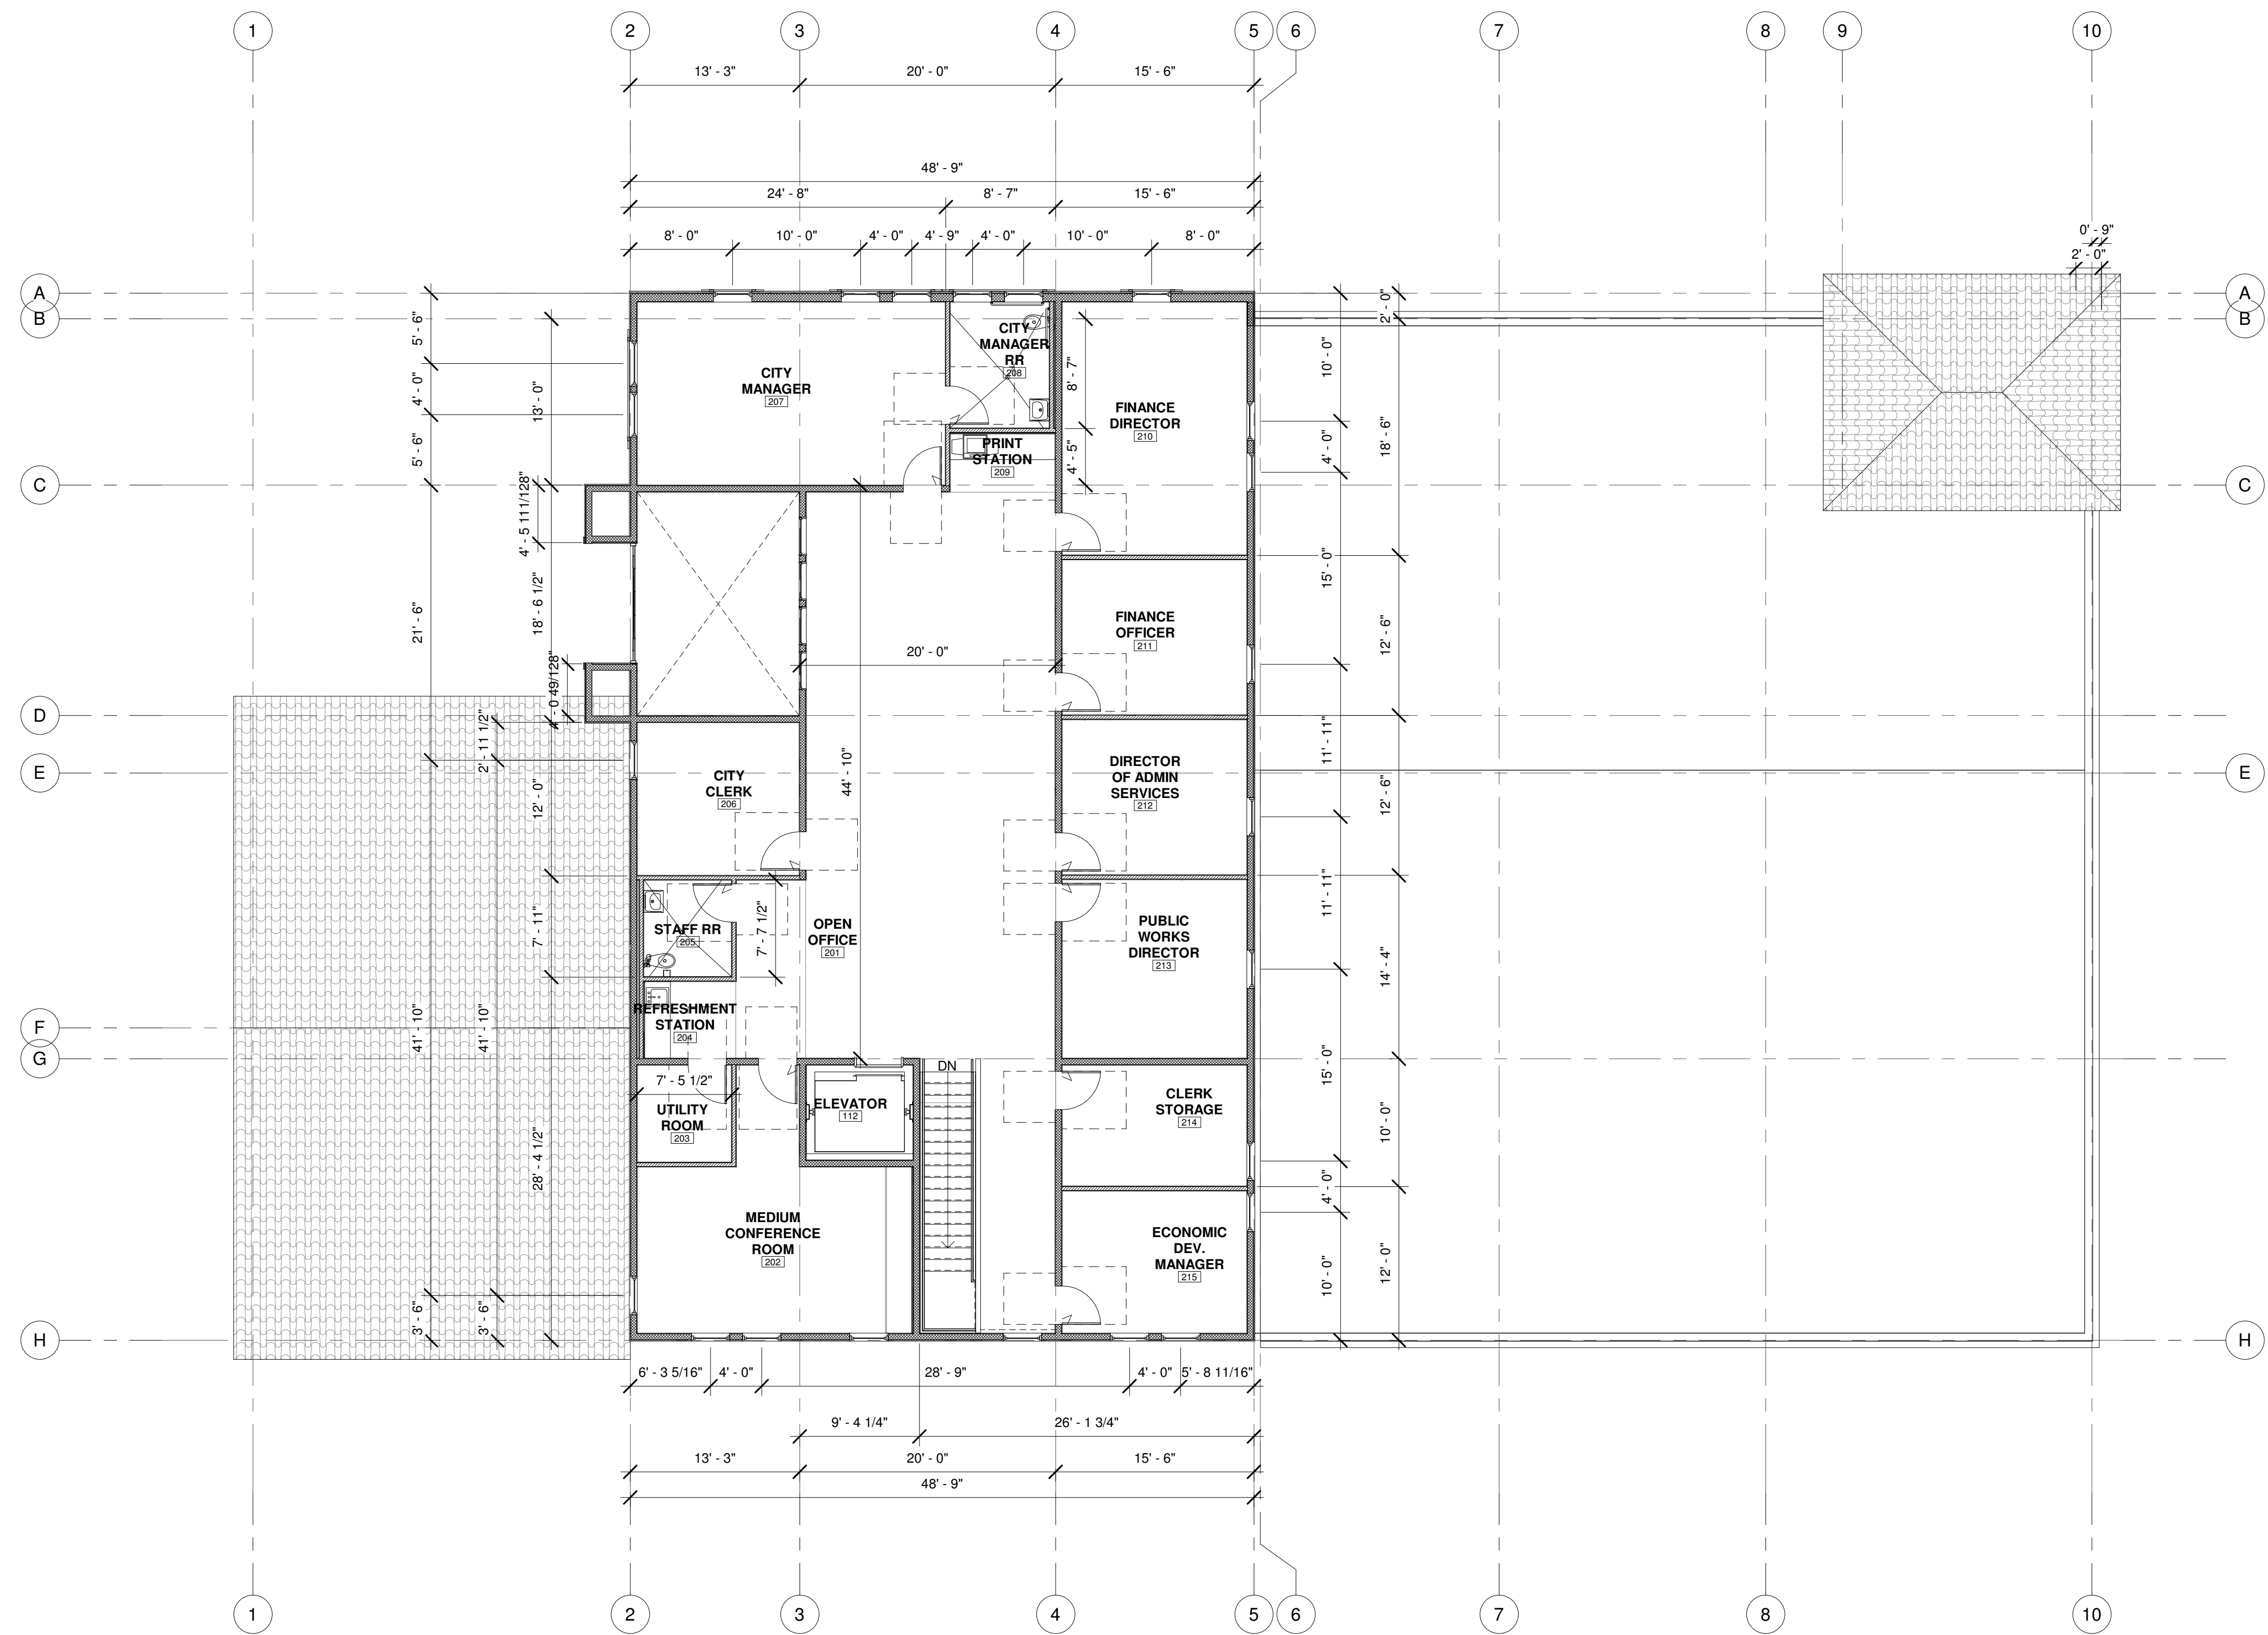 1 2 3 4 5 6 7 8 9 10
13' - 3" 20' - 0" 15' - 6"
48' - 9"
24' - 8" 8' - 7" 15' - 6"
8' - 0" 10' - 0" 4' - 0" 4' - 9" 4' - 0" 10' - 0" 8' - 0"
0' - 9"
2' - 0"
A A
B B
C C
D
E E
F
G
H H
5' - 6"
4' - 0"
5' - 6"
21' - 6"
41' - 10"
3' - 6"
2' - 11 1/2"
41' - 10"
3' - 6"
13' - 0"
4' - 5 11/128"
18' - 6 1/2"
4' - 0 49/128"
12' - 0"
7' - 11"
28' - 4 1/2"
CITY
MANAGER
207
CITY
MANAGER
RR
208
8' - 7"
PRINT
STATION
209
4' - 5"
FINANCE
DIRECTOR
210
FINANCE
OFFICER
211
20' - 0"
44' - 10"
CITY
CLERK
206
DIRECTOR
OF ADMIN
SERVICES
212
STAFF RR
205
7' - 7 1/2"
OPEN
OFFICE
201
PUBLIC
WORKS
DIRECTOR
213
REFRESHMENT
STATION
204
DN
7' - 5 1/2"
UTILITY
ROOM
203
ELEVATOR
112
CLERK
STORAGE
214
MEDIUM
CONFERENCE
ROOM
202
ECONOMIC
DEV.
MANAGER
215
10' - 0"
4' - 0"
15' - 0"
11' - 11"
11' - 11"
15' - 0"
4' - 0"
10' - 0"
2' - 0"
18' - 6"
12' - 6"
12' - 6"
14' - 4"
10' - 0"
12' - 0"
6' - 3 5/16" 4' - 0" 28' - 9" 4' - 0" 5' - 8 11/16"
9' - 4 1/4" 26' - 1 3/4"
13' - 3" 20' - 0" 15' - 6"
48' - 9"
1 2 3 4 5 6 7 8 10